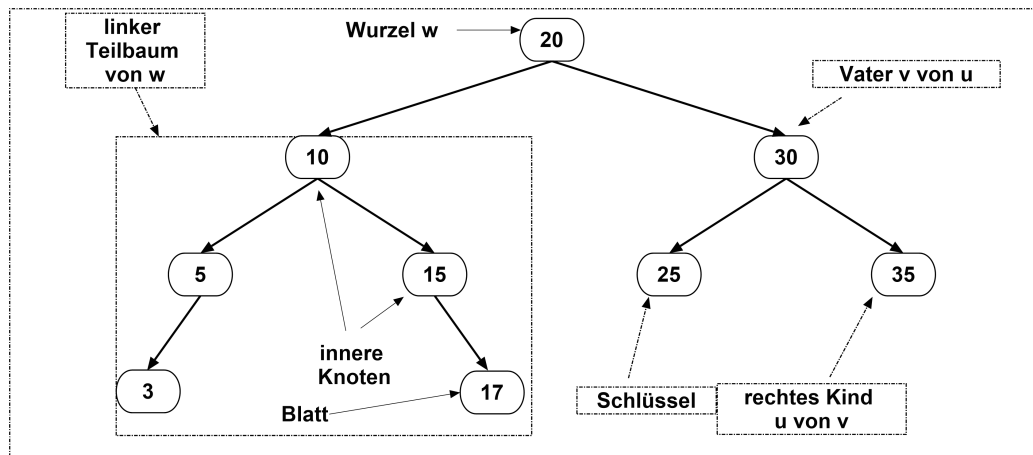 linker
Teilbaum
von w
Wurzel w
20
Vater v von u
10
30
5
15
25
35
innere
Knoten
3
17
Blatt
Schlüssel
rechtes Kind
u von v